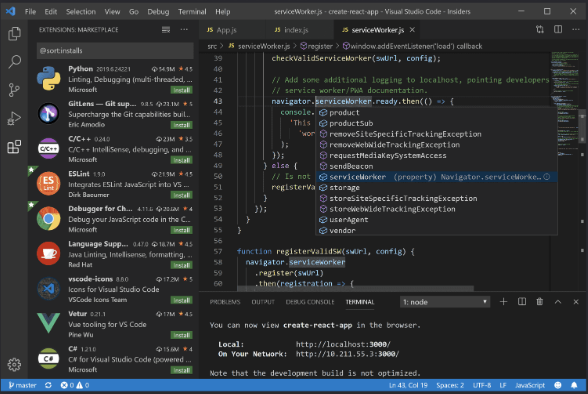 File Edit Selection View Go Debug Terminal Help
serviceWorker.js - create-react-app - Visual Studio Code - Insiders
EXTENSIONS: MARKETPLACE
@sort:installs
Python 2019.6.24221 54.9M 4.5
Linting, Debugging (multi-threaded, ...
Microsoft Install
GitLens — Git sup... 9.8.5 23.1M 5
Supercharge the Git capabilities buil...
Eric Amodio Install
C/C++ 0.24.0 23M 3.5
C/C++ IntelliSense, debugging, and ...
Microsoft Install
ESLint 1.9.0 21.9M 4.5
Integrates ESLint JavaScript into VS ...
Dirk Baeumer Install
Debugger for Ch... 4.11.6 20.6M 4
Debug your JavaScript code in the C...
Microsoft Install
Language Supp... 0.47.0 18.7M 4.5
Java Linting, Intellisense, formatting, ...
Red Hat Install
vscode-icons 8.8.0 17.2M 5
Icons for Visual Studio Code
VSCode Icons Team Install
Vetur 0.21.1 17M 4.5
Vue tooling for VS Code
Pine Wu Install
C# 1.21.0 15.6M 4
C# for Visual Studio Code (powered ...
Microsoft Install
App.js index.js serviceWorker.js
src > serviceWorker.js > register > window.addEventListener('load') callback
39 checkValidServiceWorker(swUrl, config);
40
41 // Add some additional logging to localhost, pointing developers
42 // service worker/PWA documentation.
43 navigator.serviceWorker.ready.then(() => {
44 console.
45 'This
46 'wor
47 );
48 });
49 } else {
50 // Is not
51 registerVa
52 }
53 });
54 }
55 }
56
57 function registerValidSW(swUrl, config) {
58 navigator.serviceWorker
59 .register(swUrl)
60 .then(registration => {
product
productSub
removeSiteSpecificTrackingException
removeWebWideTrackingException
requestMediaKeySystemAccess
sendBeacon
serviceWorker (property) Navigator.serviceWorke...
storage
storeSiteSpecificTrackingException
storeWebWideTrackingException
userAgent
vendor
PROBLEMS OUTPUT DEBUG CONSOLE TERMINAL 1: node
You can now view create-react-app in the browser.
Local: http://localhost:3000/
On Your Network: http://10.211.55.3:3000/
Note that the development build is not optimized.
master 0 0 Ln 43, Col 19 Spaces: 2 UTF-8 LF JavaScript